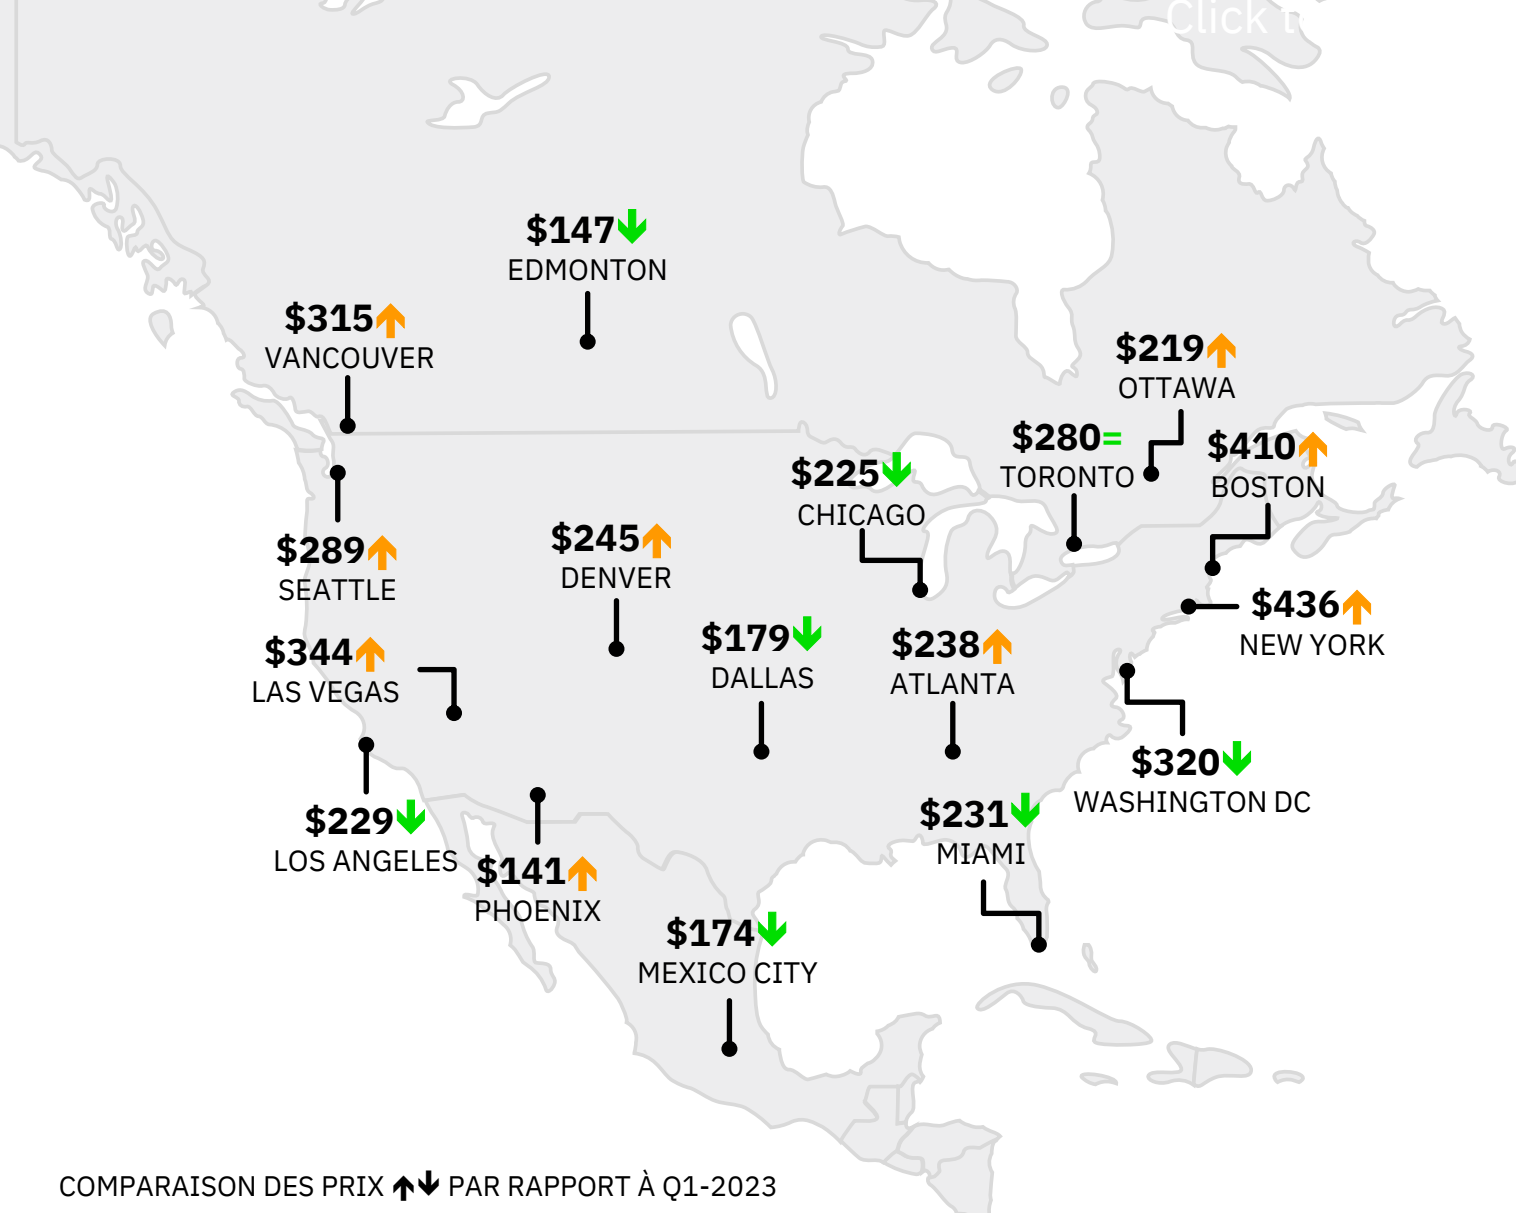 Click t
$147
EDMONTON
$315
VANCOUVER
$219
OTTAWA
$280=
TORONTO
$410
BOSTON
$225
CHICAGO
$289
SEATTLE
$245
DENVER
$436
NEW YORK
$344
LAS VEGAS
$179
DALLAS
$238
ATLANTA
$320
WASHINGTON DC
$229
LOS ANGELES
$231
MIAMI
$141
PHOENIX
$174
MEXICO CITY
COMPARAISON DES PRIX ↑↓ PAR RAPPORT À Q1-2023